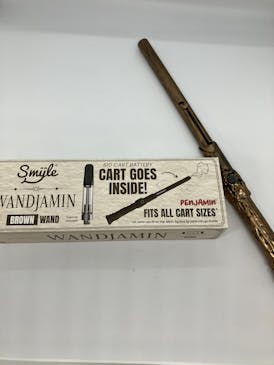 510 CART BATTERY
Smyle
CART GOES
INSIDE!
WANDJAMIN
BROWN WAND
PENJAMIN
FITS ALL CART SIZES*
WANDJAMIN